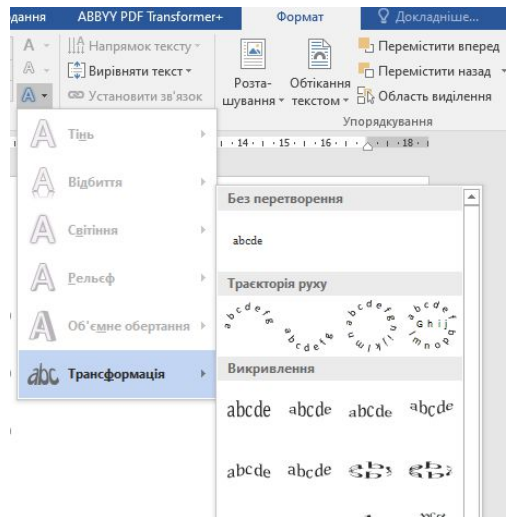 дання ABBYY PDF Transformer+ Формат Докладніше...
Напрямок тексту
Вирівняти текст
Установити зв'язок
Розта-
шування
Обтікання
текстом
Перемістити вперед
Перемістити назад
Область виділення
Упорядкування
14 15 16 18
Тінь
Відбиття
Світіння
Рельєф
Об'ємне обертання
Трансформація
Без перетворення
abcde
Траєкторія руху
Викривлення
abcde abcde abcde abcde
abcde abcde